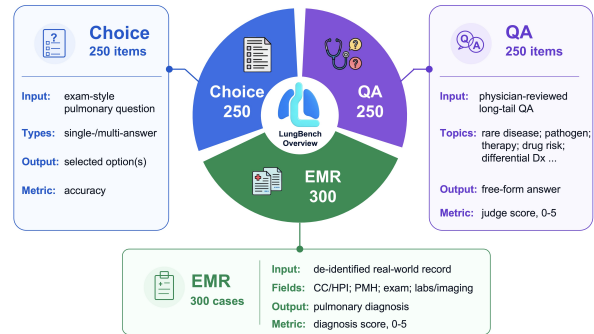 Choice
250 items
Input: exam-style
pulmonary question
Types: single-/multi-answer
Output: selected option(s)
Metric: accuracy
Choice
250
QA
250
LungBench
Overview
EMR
300
QA
250 items
Input: physician-reviewed
long-tail QA
Topics: rare disease; pathogen;
therapy; drug risk;
differential Dx ...
Output: free-form answer
Metric: judge score, 0-5
EMR
300 cases
Input: de-identified real-world record
Fields: CC/HPI; PMH; exam; labs/imaging
Output: pulmonary diagnosis
Metric: diagnosis score, 0-5